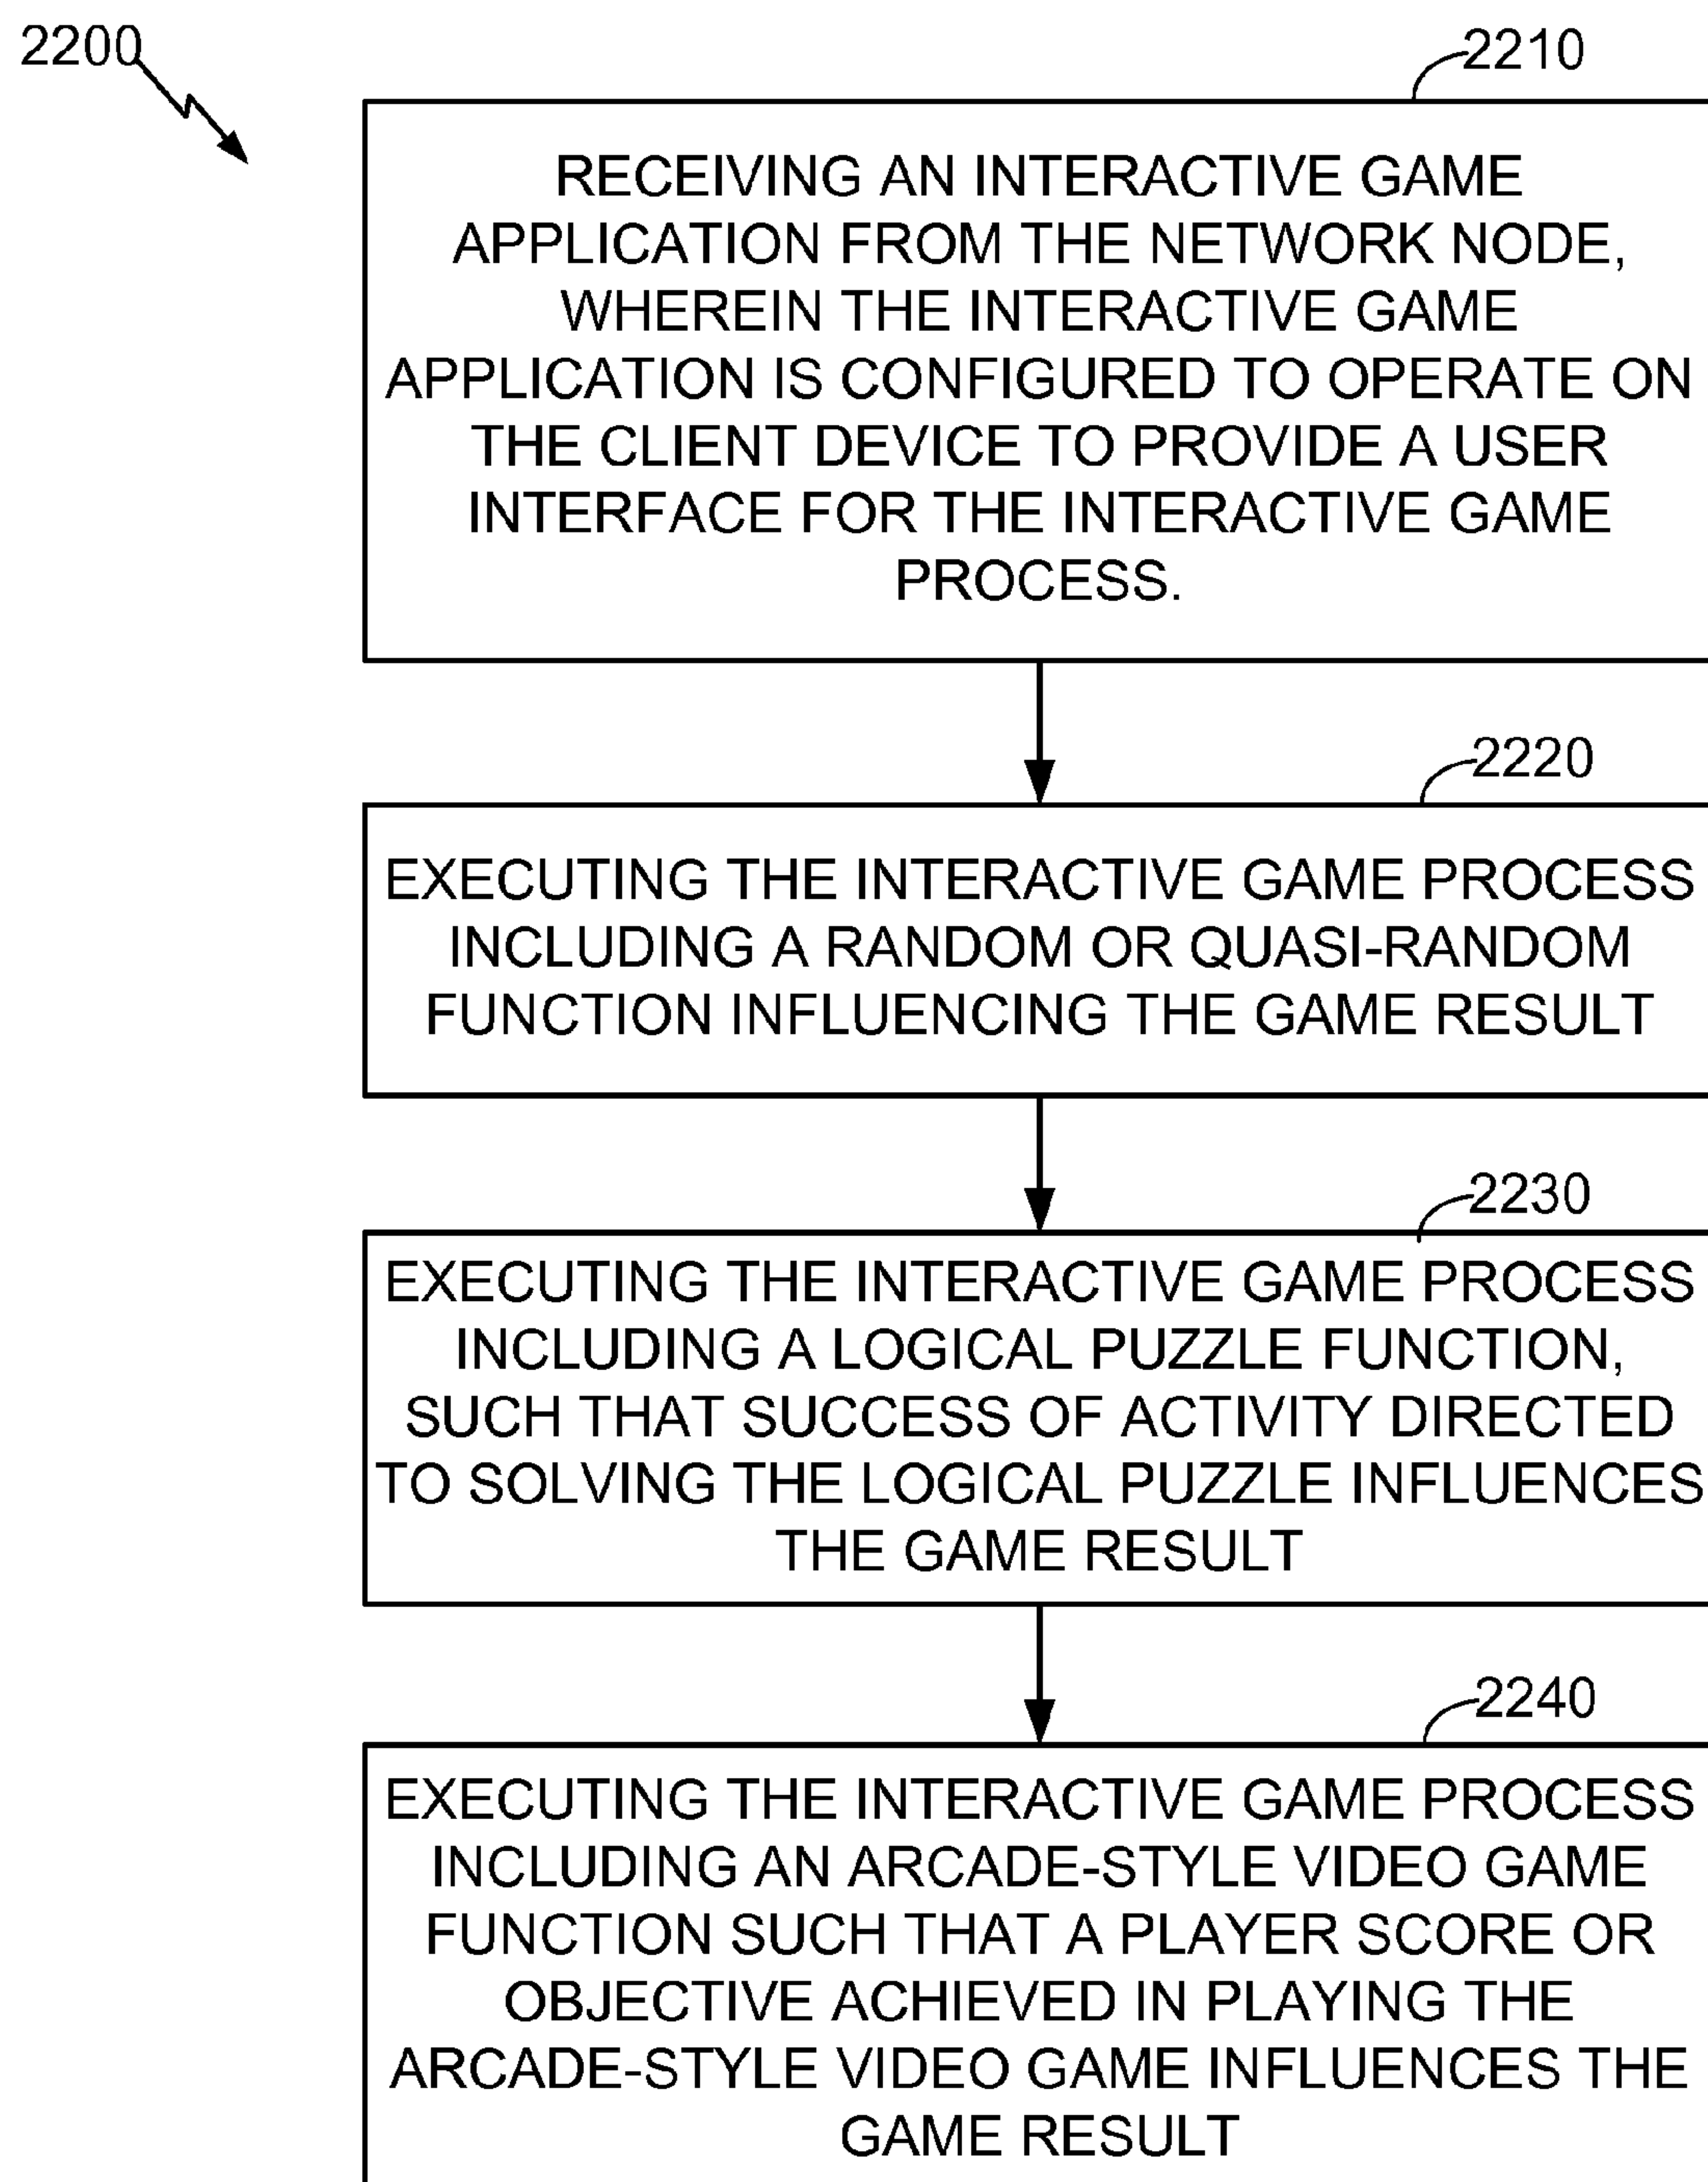 2200
2210
RECEIVING AN INTERACTIVE GAME
APPLICATION FROM THE NETWORK NODE,
WHEREIN THE INTERACTIVE GAME
APPLICATION IS CONFIGURED TO OPERATE ON
THE CLIENT DEVICE TO PROVIDE A USER
INTERFACE FOR THE INTERACTIVE GAME
PROCESS.
2220
EXECUTING THE INTERACTIVE GAME PROCESS
INCLUDING A RANDOM OR QUASI-RANDOM
FUNCTION INFLUENCING THE GAME RESULT
2230
EXECUTING THE INTERACTIVE GAME PROCESS
INCLUDING A LOGICAL PUZZLE FUNCTION,
SUCH THAT SUCCESS OF ACTIVITY DIRECTED
TO SOLVING THE LOGICAL PUZZLE INFLUENCES
THE GAME RESULT
2240
EXECUTING THE INTERACTIVE GAME PROCESS
INCLUDING AN ARCADE-STYLE VIDEO GAME
FUNCTION SUCH THAT A PLAYER SCORE OR
OBJECTIVE ACHIEVED IN PLAYING THE
ARCADE-STYLE VIDEO GAME INFLUENCES THE
GAME RESULT